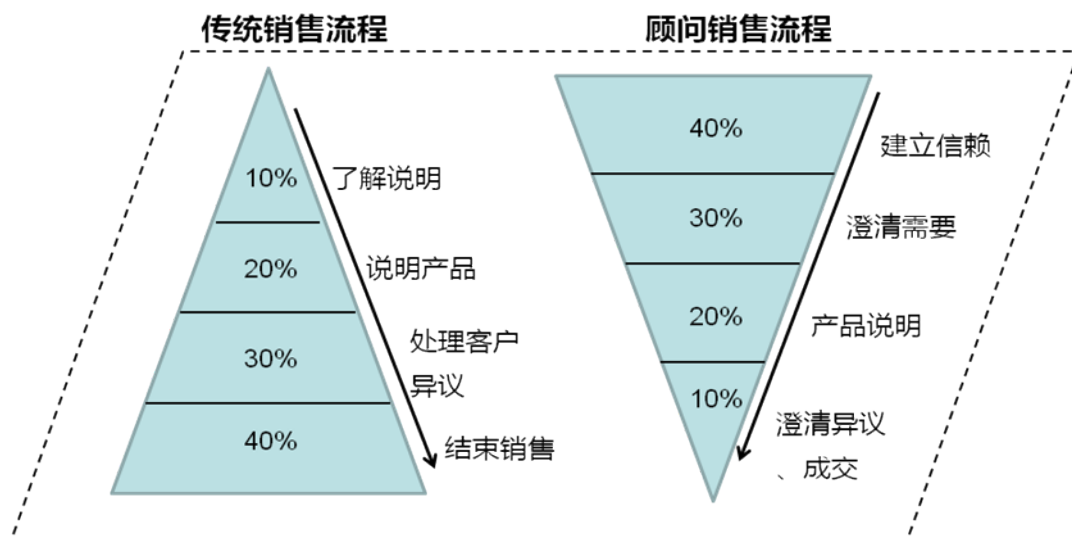 传统销售流程
10%
了解说明
20%
说明产品
30%
处理客户
异议
40%
结束销售
顾问销售流程
40%
建立信赖
30%
澄清需要
20%
产品说明
10%
澄清异议
、成交